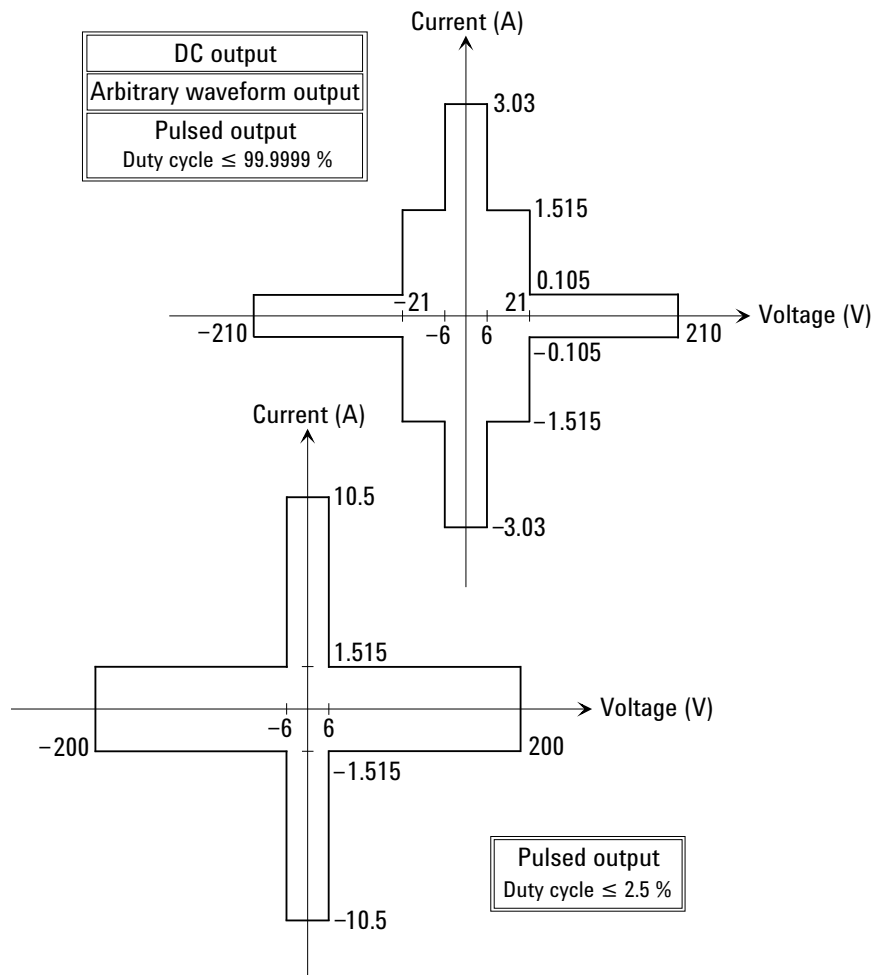 Current (A)
DC output
Arbitrary waveform output
Pulsed output
Duty cycle ≤ 99.9999 %
3.03
1.515
0.105
−21
21
Voltage (V)
−210
−6
6
210
−0.105
−1.515
−3.03
Current (A)
10.5
1.515
Voltage (V)
−6
6
−200
200
−1.515
−10.5
Pulsed output
Duty cycle ≤ 2.5 %